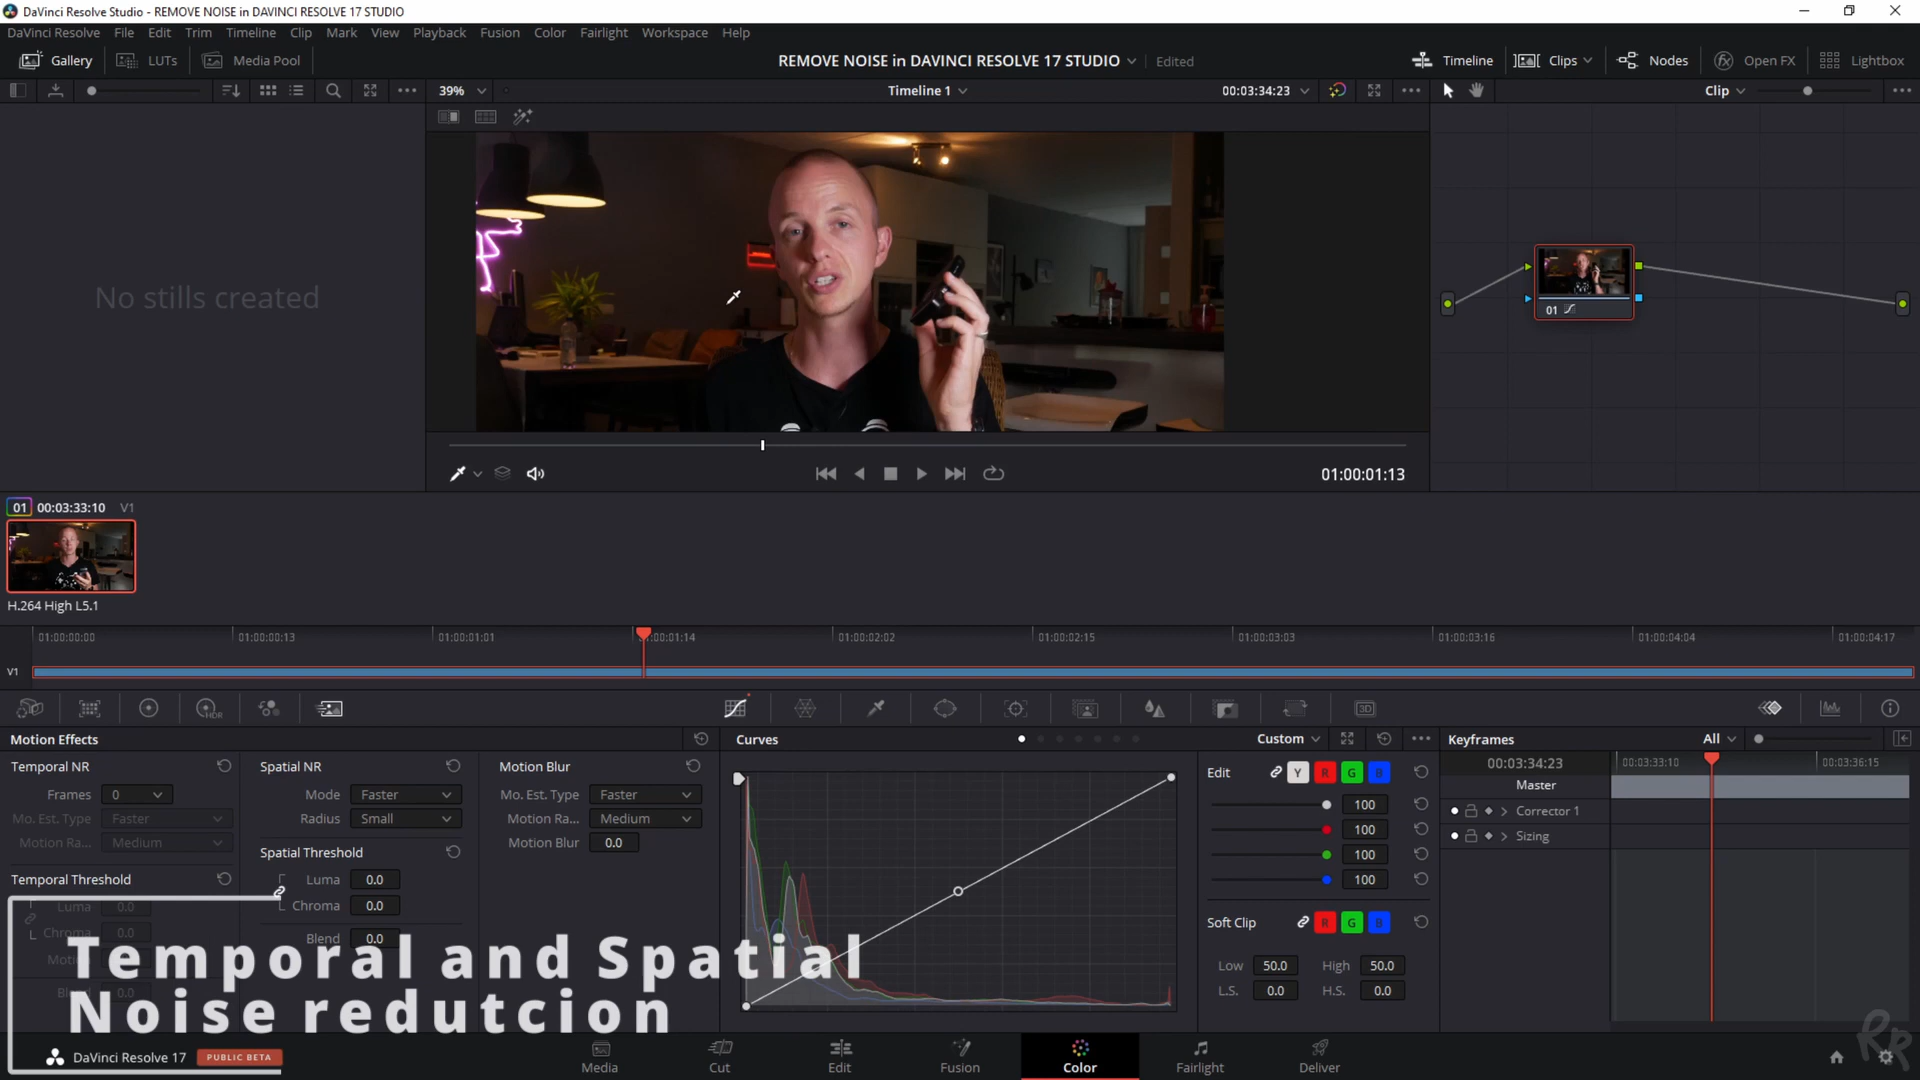 DaVinci Resolve Studio - REMOVE NOISE in DAVINCI RESOLVE 17 STUDIO
DaVinci Resolve File Edit Trim Timeline Clip Mark View Playback Fusion Color Fairlight Workspace Help
Gallery LUTs Media Pool REMOVE NOISE in DAVINCI RESOLVE 17 STUDIO Edited Timeline Clips Nodes Open FX Lightbox
39% Timeline 1 00:03:34:23 Clip
No stills created
01
01:00:01:13
01 00:03:33:10 V1
H.264 High L5.1
01:00:00:00 01:00:00:13 01:00:01:01 01:00:01:14 01:00:02:02 01:00:02:15 01:00:03:03 01:00:03:16 01:00:04:04 01:00:04:17
V1
HDR 3D
Motion Effects Curves Custom Keyframes All
Temporal NR Spatial NR Motion Blur
Frames 0 Mode Faster Mo. Est. Type Faster
Mo. Est. Type Faster Radius Small Motion Ra... Medium
Motion Ra... Medium Motion Blur 0.0
Spatial Threshold
Temporal Threshold Luma 0.0
Luma 0.0 Chroma 0.0
Chroma 0.0 Blend 0.0
Edit Y R G B
100
100
100
100
Soft Clip R G B
Low 50.0 High 50.0
L.S. 0.0 H.S. 0.0
00:03:34:23 00:03:33:10 00:03:36:15
Master
Corrector 1
Sizing
Temporal and Spatial
Noise redutcion
DaVinci Resolve 17 PUBLIC BETA
Media Cut Edit Fusion Color Fairlight Deliver
RR